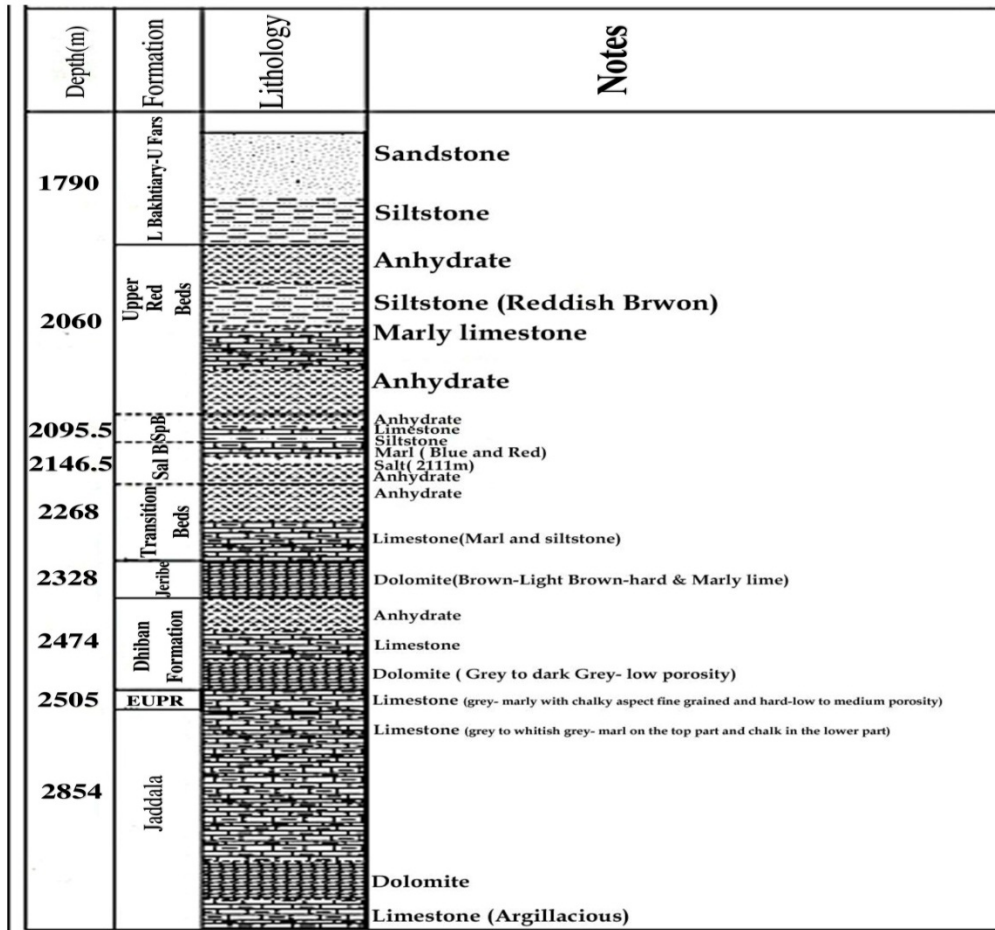 Depth(m)
Formation
Lithology
Notes
1790
L Bakhtiary-U Fars
Sandstone
Siltstone
2060
Upper
Red
Beds
Anhydrate
Siltstone (Reddish Brwon)
Marly limestone
Anhydrate
2095.5
SpB
Anhydrate
Limestone
Siltstone
2146.5
Sal B
Marl ( Blue and Red)
Salt( 2111m)
Anhydrate
2268
Transition
Beds
Anhydrate
Limestone(Marl and siltstone)
2328
Jeribe
Dolomite(Brown-Light Brown-hard & Marly lime)
2474
Dhiban
Formation
Anhydrate
Limestone
Dolomite ( Grey to dark Grey- low porosity)
2505
EUPR
Limestone (grey- marly with chalky aspect fine grained and hard-low to medium porosity)
2854
Jaddala
Limestone (grey to whitish grey- marl on the top part and chalk in the lower part)
Dolomite
Limestone (Argillacious)